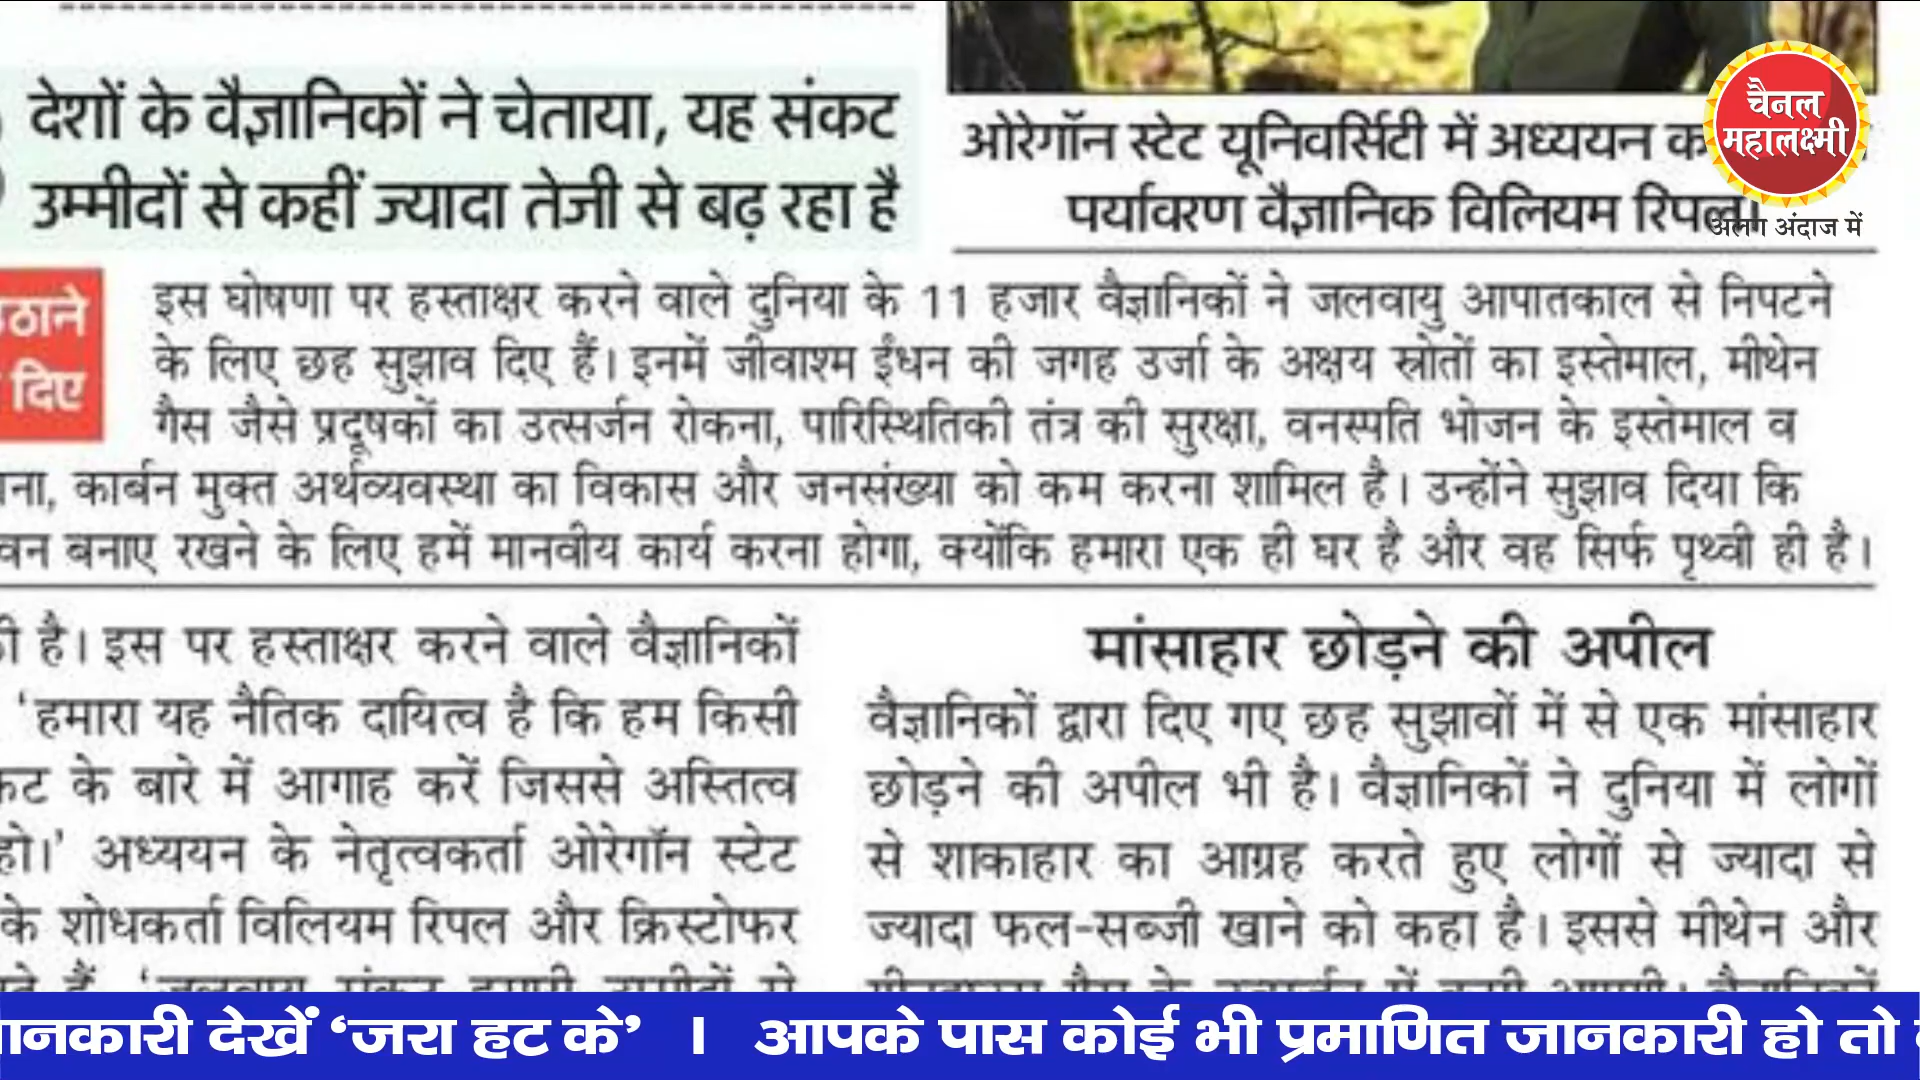 देशों के वैज्ञानिकों ने चेताया, यह संकट
उम्मीदों से कहीं ज्यादा तेजी से बढ़ रहा है
ओरेगॉन स्टेट यूनिवर्सिटी में अध्ययन
पर्यावरण वैज्ञानिक विलियम रिपल।
चैनल
महालक्ष्मी
अलग अंदाज में
दिए
इस घोषणा पर हस्ताक्षर करने वाले दुनिया के 11 हजार वैज्ञानिकों ने जलवायु आपातकाल से निपटने
के लिए छह सुझाव दिए हैं। इनमें जीवाश्म ईंधन की जगह उर्जा के अक्षय स्रोतों का इस्तेमाल, मीथेन
गैस जैसे प्रदूषकों का उत्सर्जन रोकना, पारिस्थितिकी तंत्र की सुरक्षा, वनस्पति भोजन के इस्तेमाल व
कार्बन मुक्त अर्थव्यवस्था का विकास और जनसंख्या को कम करना शामिल है। उन्होंने सुझाव दिया कि
बनाए रखने के लिए हमें मानवीय कार्य करना होगा, क्योंकि हमारा एक ही घर है और वह सिर्फ पृथ्वी ही है।
है। इस पर हस्ताक्षर करने वाले वैज्ञानिकों
'हमारा यह नैतिक दायित्व है कि हम किसी
के बारे में आगाह करें जिससे अस्तित्व
अध्ययन के नेतृत्वकर्ता ओरेगॉन स्टेट
के शोधकर्ता विलियम रिपल और क्रिस्टोफर
मांसाहार छोड़ने की अपील
वैज्ञानिकों द्वारा दिए गए छह सुझावों में से एक मांसाहार
छोड़ने की अपील भी है। वैज्ञानिकों ने दुनिया में लोगों
से शाकाहार का आग्रह करते हुए लोगों से ज्यादा से
ज्यादा फल-सब्जी खाने को कहा है। इससे मीथेन और
देखें 'जरा हट के' । आपके पास कोई भी प्रमाणित जानकारी हो तो